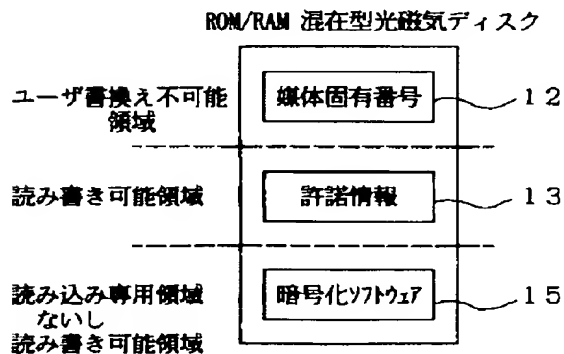 ROM/RAM 混在型光磁気ディスク
ユーザ書換え不可能
領域
媒体固有番号
12
読み書き可能領域
許諾情報
13
読み込み専用領域
ないし
読み書き可能領域
暗号化ソフトウェア
15